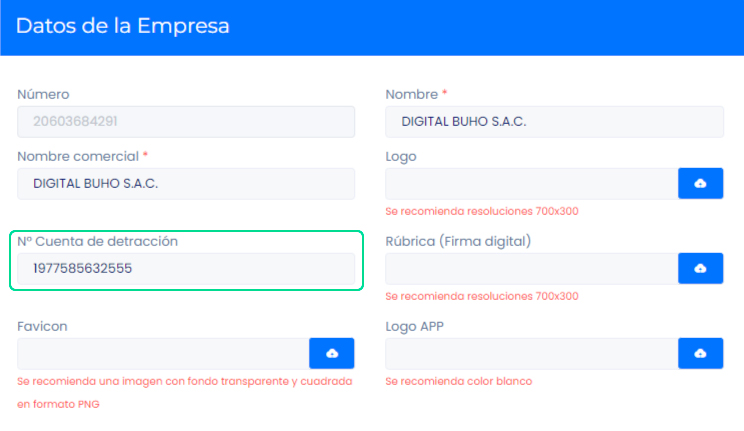 Datos de la Empresa
Número
Nombre *
20603684291
DIGITAL BUHO S.A.C.
Nombre comercial *
Logo
DIGITAL BUHO S.A.C.
Se recomienda resoluciones 700x300
N° Cuenta de detracción
Rúbrica (Firma digital)
1977585632555
Se recomienda resoluciones 700x300
Favicon
Logo APP
Se recomienda una imagen con fondo transparente y cuadrada
en formato PNG
Se recomienda color blanco